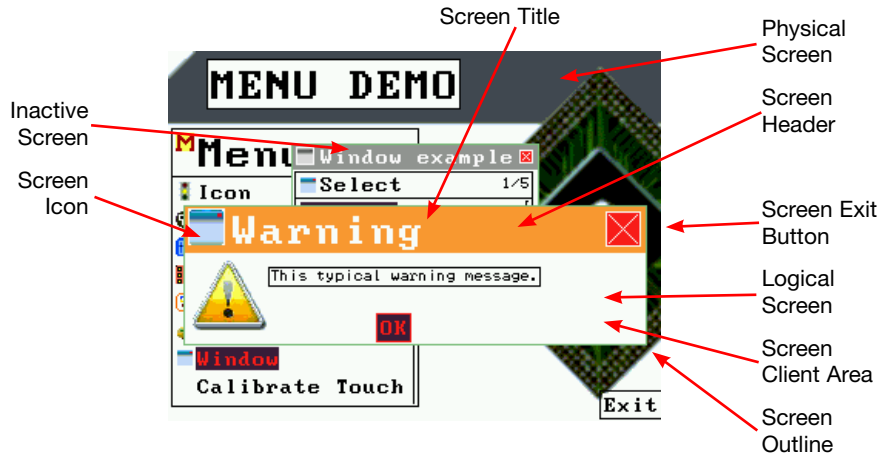 Screen Title
Physical
Screen
MENU DEMO
Screen
Header
Inactive
Screen
Menu
Window example
Screen
Icon
Icon
Select 1/5
Warning
Screen Exit
Button
This typical warning message.
Logical
Screen
OK
Screen
Client Area
Window
Calibrate Touch
Exit
Screen
Outline